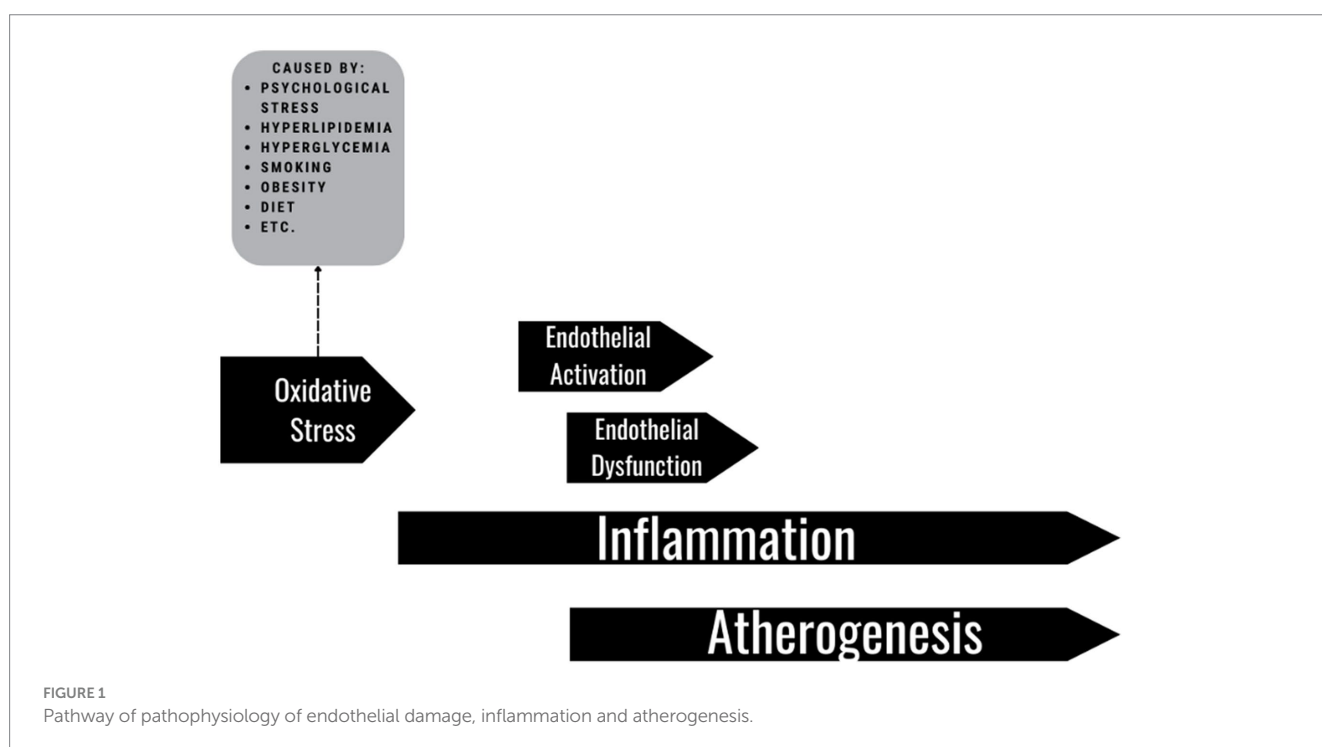 CAUSED BY:
• PSYCHOLOGICAL
STRESS
• HYPERLIPIDEMIA
• HYPERGLYCEMIA
• SMOKING
• OBESITY
• DIET
• ETC.
Endothelial
Activation
Oxidative
Stress
Endothelial
Dysfunction
Inflammation
Atherogenesis
FIGURE 1
Pathway of pathophysiology of endothelial damage, inflammation and atherogenesis.